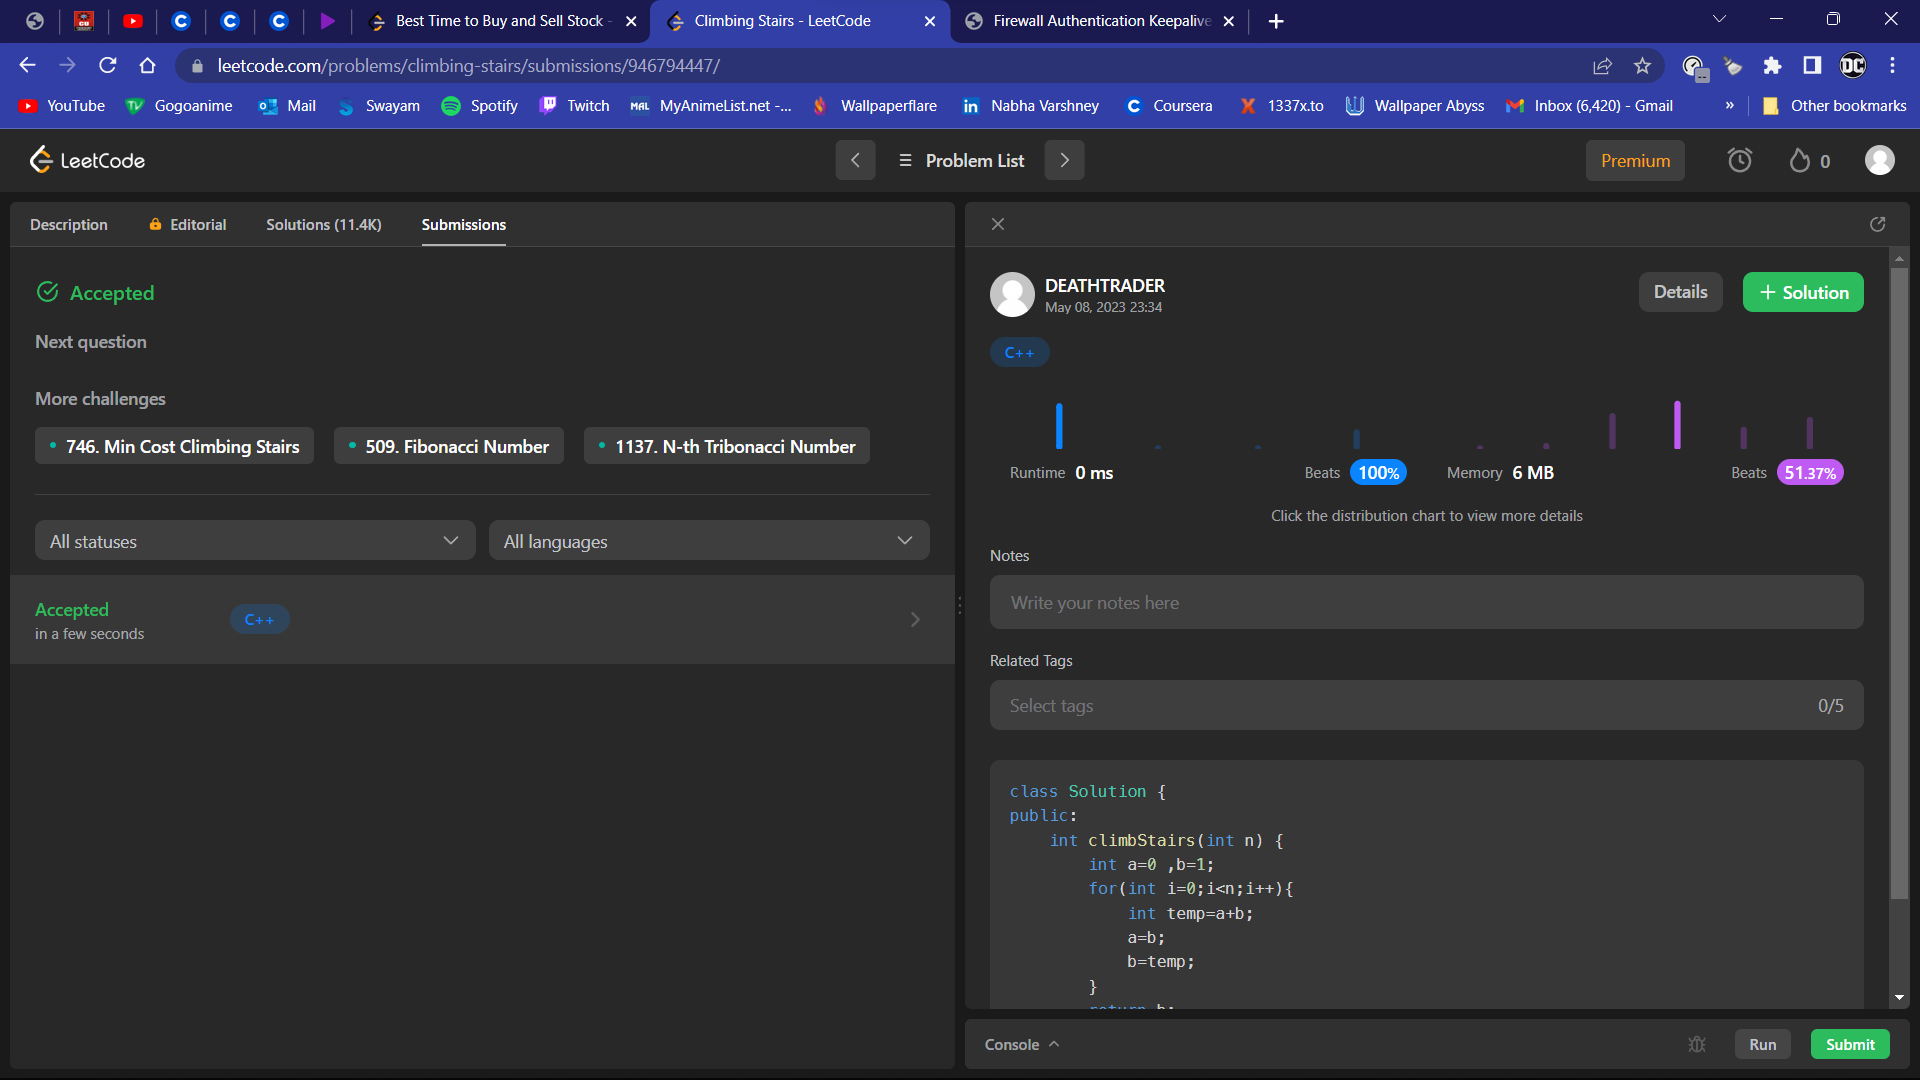 Best Time to Buy and Sell Stock -
Climbing Stairs - LeetCode
Firewall Authentication Keepalive
leetcode.com/problems/climbing-stairs/submissions/946794447/
DC
YouTube
TV Gogoanime
Mail
Swayam
Spotify
Twitch
MAL MyAnimeList.net -...
Wallpaperflare
in Nabha Varshney
C Coursera
X 1337x.to
Wallpaper Abyss
Inbox (6,420) - Gmail
»
Other bookmarks
LeetCode
Problem List
Premium
0
Description
Editorial
Solutions (11.4K)
Submissions
Accepted
Next question
More challenges
746. Min Cost Climbing Stairs
509. Fibonacci Number
1137. N-th Tribonacci Number
All statuses
All languages
Accepted
in a few seconds
C++
DEATHTRADER
May 08, 2023 23:34
Details
+ Solution
C++
Runtime 0 ms
Beats 100%
Memory 6 MB
Beats 51.37%
Click the distribution chart to view more details
Notes
Write your notes here
Related Tags
Select tags
0/5
class Solution {
public:
    int climbStairs(int n) {
        int a=0 ,b=1;
        for(int i=0;i<n;i++){
            int temp=a+b;
            a=b;
            b=temp;
        }
        return b;
Console
Run
Submit